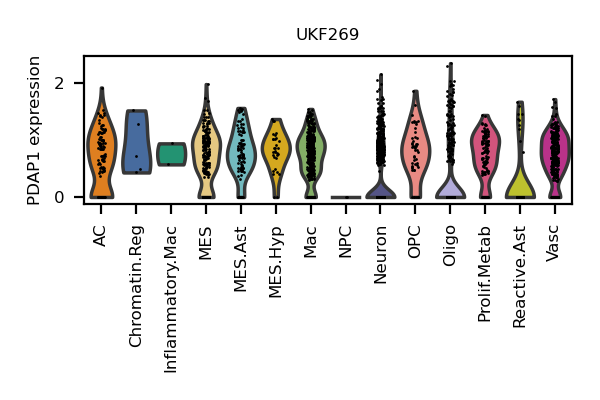 UKF269
PDAP1 expression
2
0
AC
Chromatin.Reg
Inflammatory.Mac
MES
MES.Ast
MES.Hyp
Mac
NPC
Neuron
OPC
Oligo
Prolif.Metab
Reactive.Ast
Vasc